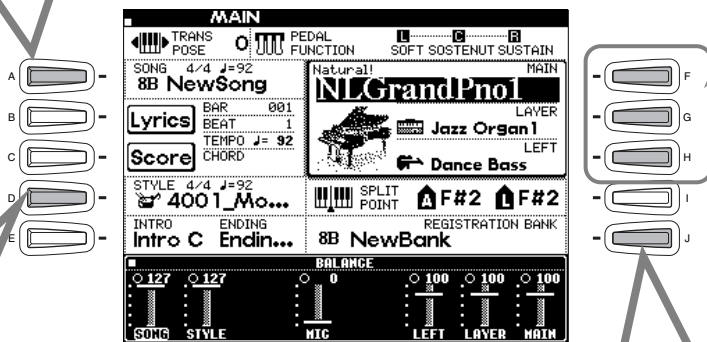 MAIN
TRANS
POSE
0
PEDAL
FUNCTION
L C R
SOFT SOSTENUT SUSTAIN
A
B
C
D
E
SONG 4/4 ♩=92
8B NewSong
Lyrics
BAR 001
BEAT 1
TEMPO ♩= 92
CHORD
Score
Natural! MAIN
NLGrandPno1
LAYER
Jazz Organ1
LEFT
Dance Bass
STYLE 4/4 ♩=92
4001_Mo...
SPLIT
POINT
A F#2
L F#2
INTRO ENDING
Intro C Endin...
REGISTRATION BANK
8B NewBank
BALANCE
127 127 0 100 100 100
SONG STYLE MIC LEFT LAYER MAIN
F
G
H
I
J